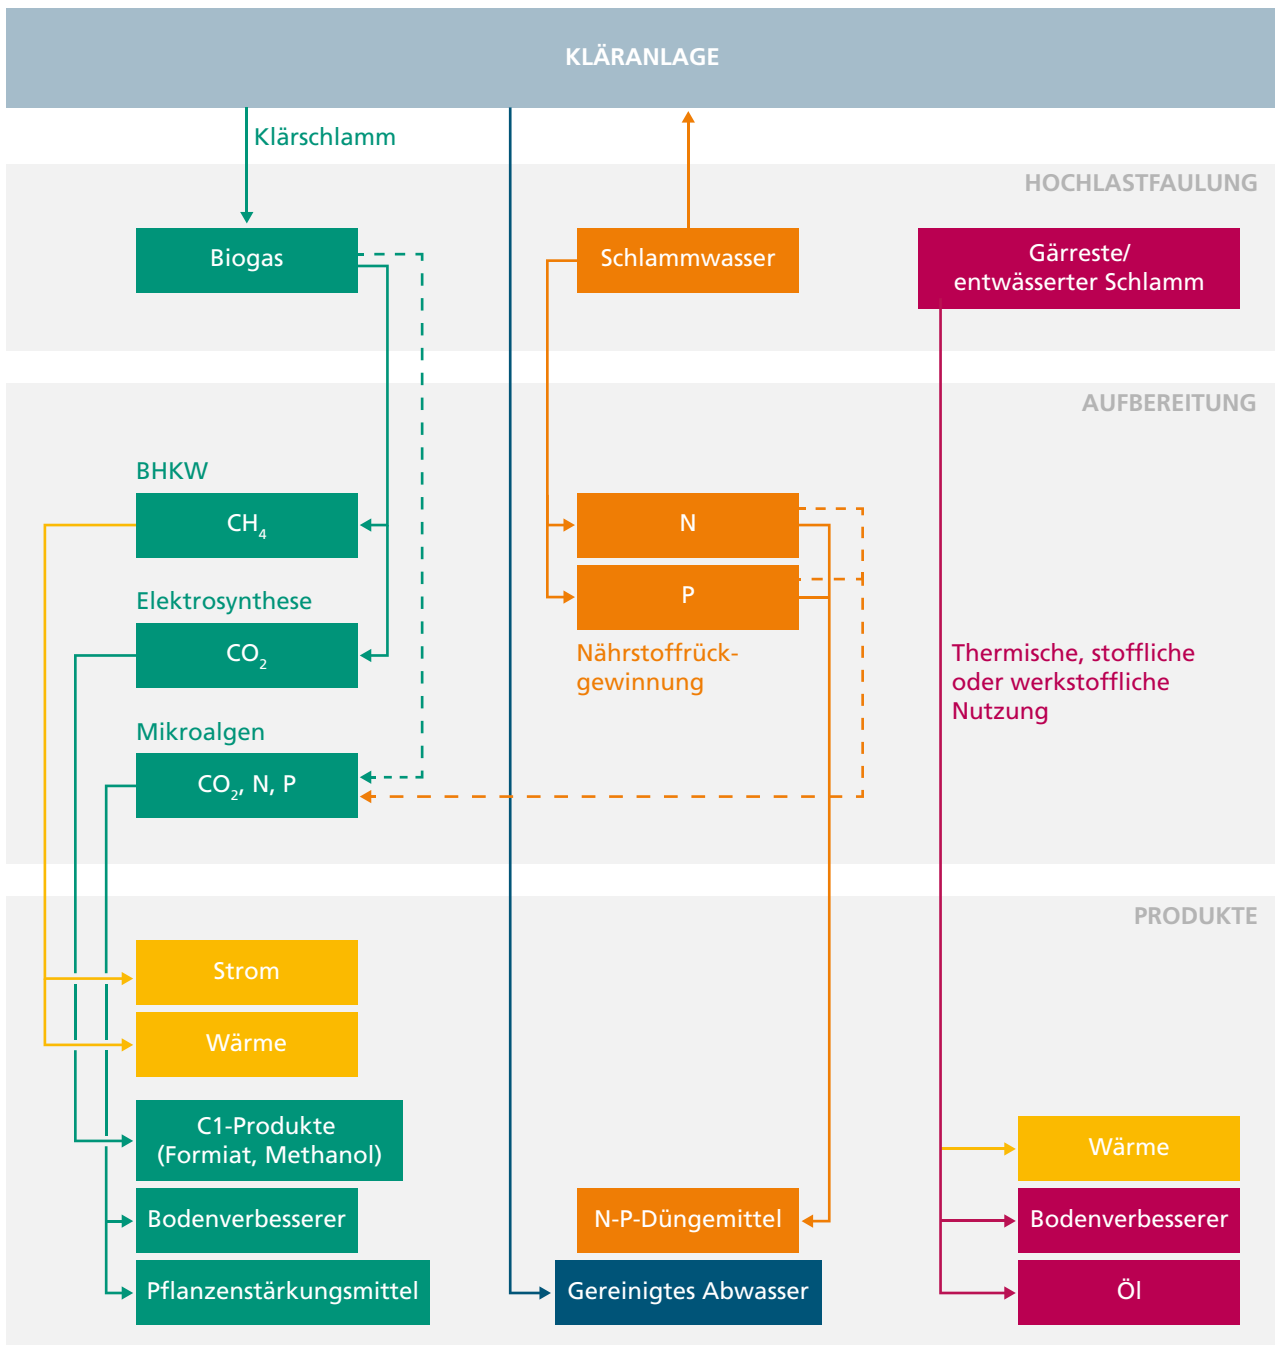 KLÄRANLAGE
Klärschlamm
HOCHLASTFAULUNG
Biogas
Schlammwasser
Gärreste/
entwässerter Schlamm
AUFBEREITUNG
BHKW
CH₄
N
Elektrosynthese
P
CO₂
Nährstoffrück-
gewinnung
Thermische, stoffliche
oder werkstoffliche
Nutzung
Mikroalgen
CO₂, N, P
PRODUKTE
Strom
Wärme
C1-Produkte
(Formiat, Methanol)
Wärme
Bodenverbesserer
N-P-Düngemittel
Bodenverbesserer
Pflanzenstärkungsmittel
Gereinigtes Abwasser
Öl